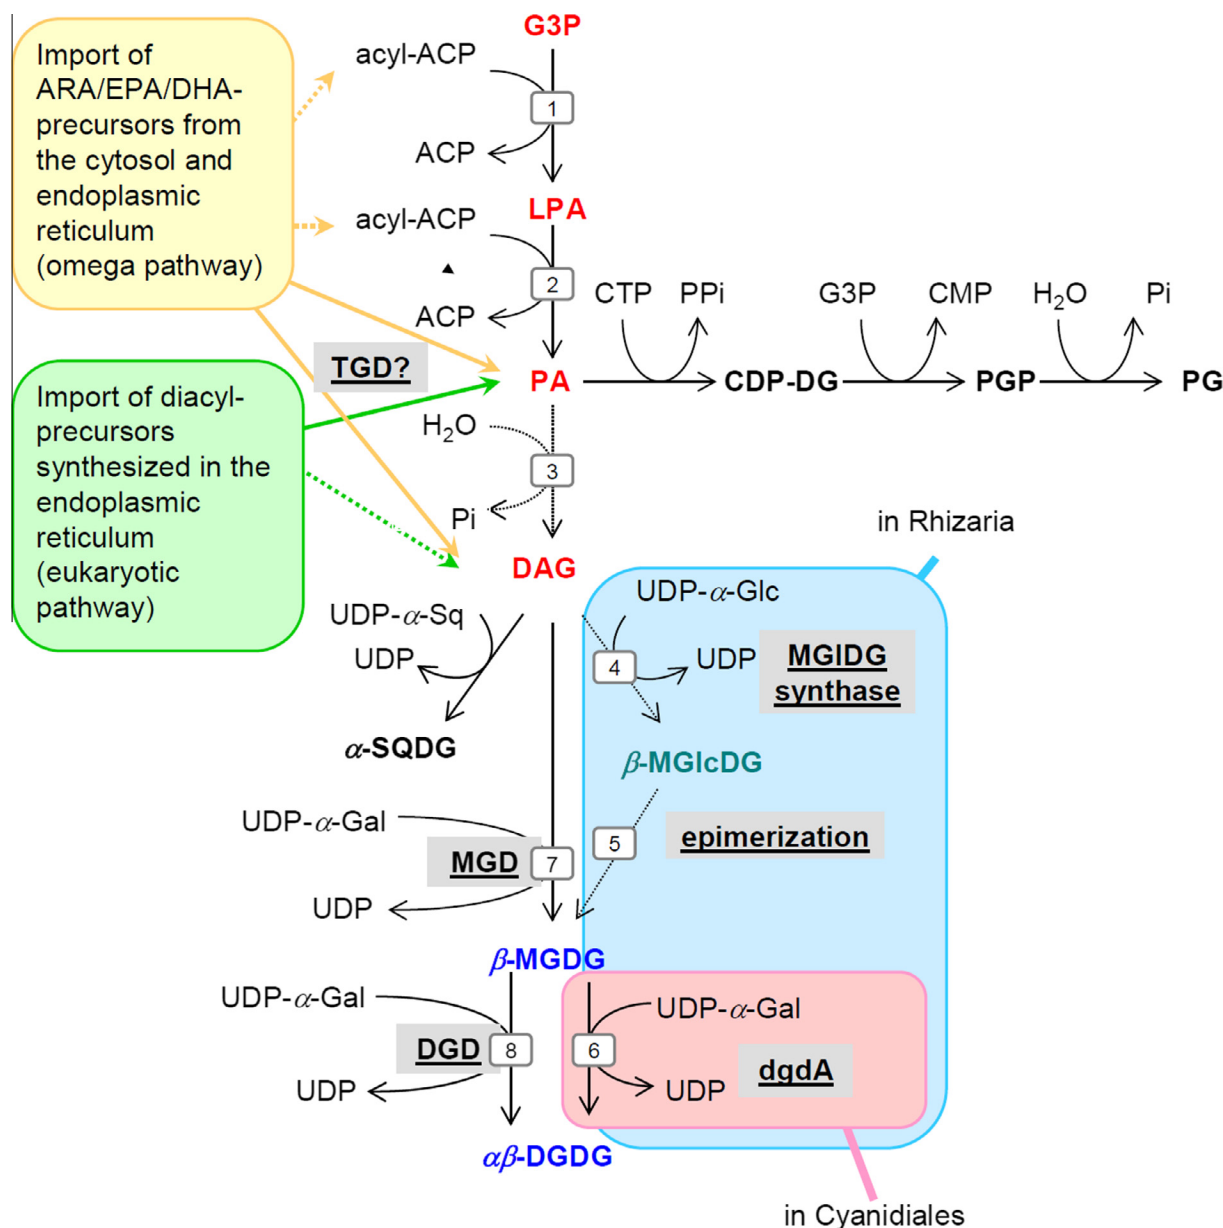 G3P
Import of
ARA/EPA/DHA-
precursors from
the cytosol and
endoplasmic
reticulum
(omega pathway)
acyl-ACP
1
ACP
LPA
acyl-ACP
2
ACP
CTP
PPi
G3P
CMP
H₂O
Pi
TGD?
PA
CDP-DG
PGP
PG
Import of diacyl-
precursors
synthesized in the
endoplasmic
reticulum
(eukaryotic
pathway)
H₂O
3
Pi
in Rhizaria
DAG
UDP-α-Sq
UDP
α-SQDG
UDP-α-Glc
4
UDP
MGlDG
synthase
β-MGlcDG
UDP-α-Gal
MGD
7
5
epimerization
UDP
β-MGDG
UDP-α-Gal
DGD
8
6
UDP
UDP-α-Gal
dgdA
UDP
αβ-DGDG
in Cyanidiales